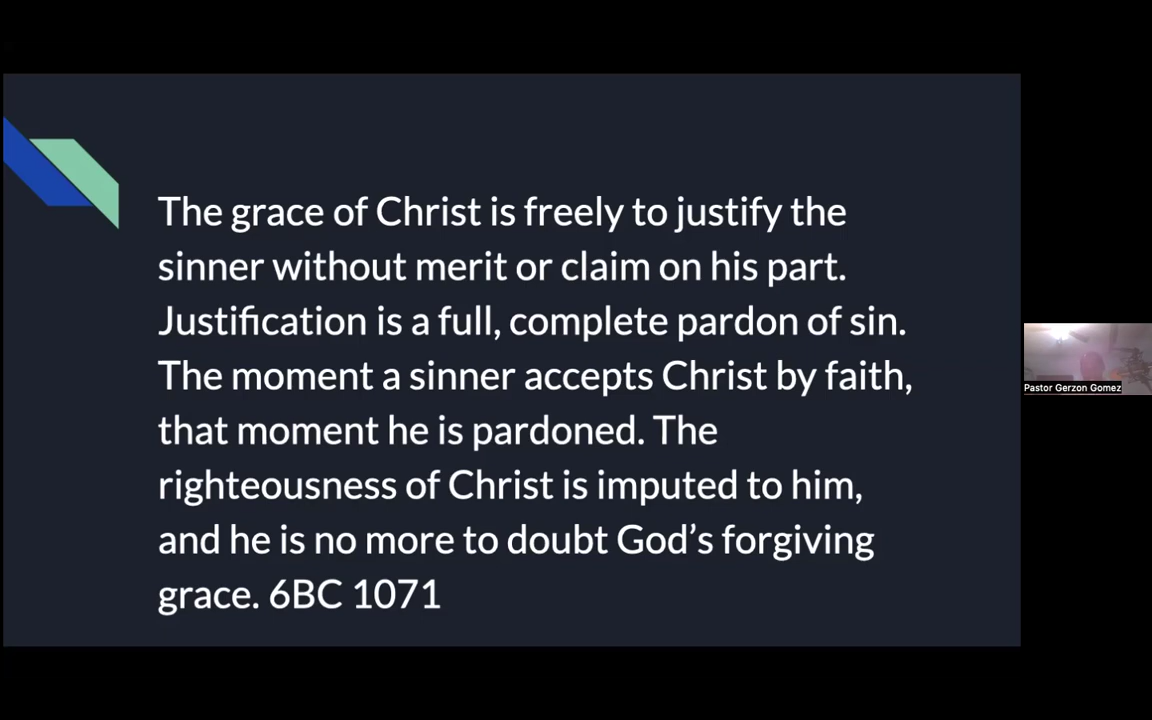 The grace of Christ is freely to justify the
sinner without merit or claim on his part.
Justification is a full, complete pardon of sin.
The moment a sinner accepts Christ by faith,
that moment he is pardoned. The
righteousness of Christ is imputed to him,
and he is no more to doubt God’s forgiving
grace. 6BC 1071
Pastor Gerzon Gomez